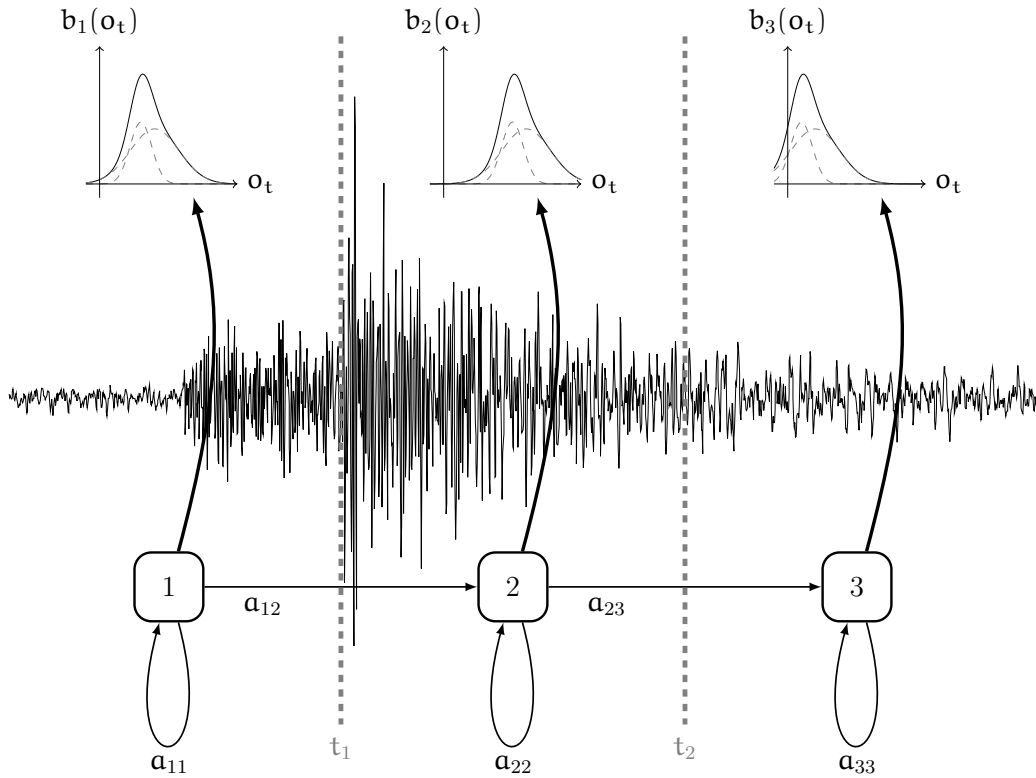 b₁(oₜ) b₂(oₜ) b₃(oₜ)
oₜ oₜ oₜ
1 2 3
a₁₂ a₂₃
t₁ t₂
a₁₁ a₂₂ a₃₃